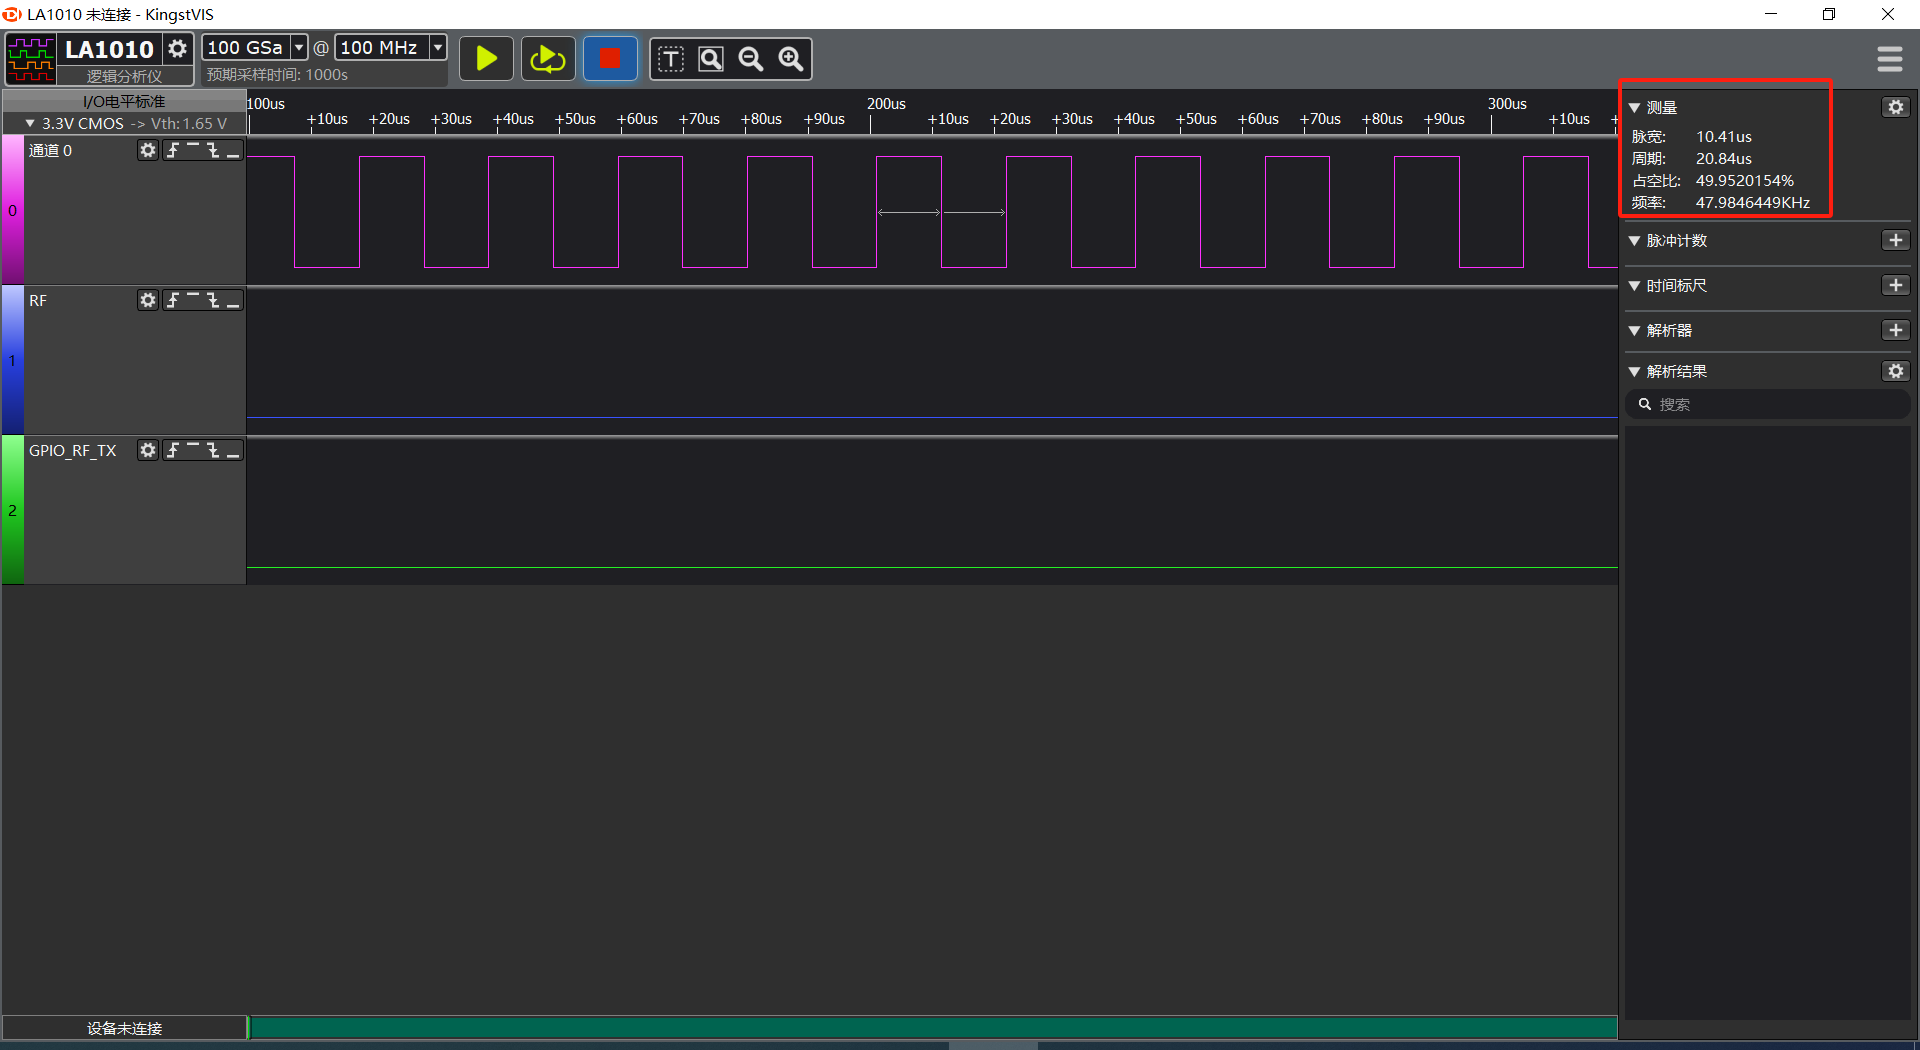 LA1010 未连接 - KingstVIS
LA1010
逻辑分析仪
100 GSa @ 100 MHz
预期采样时间: 1000s
I/O电平标准
3.3V CMOS -> Vth: 1.65 V
100us 200us 300us
+10us +20us +30us +40us +50us +60us +70us +80us +90us +10us +20us +30us +40us +50us +60us +70us +80us +90us +10us +
通道 0
0
RF
1
GPIO_RF_TX
2
测量
脉宽: 10.41us
周期: 20.84us
占空比: 49.9520154%
频率: 47.9846449KHz
脉冲计数
时间标尺
解析器
解析结果
搜索
设备未连接